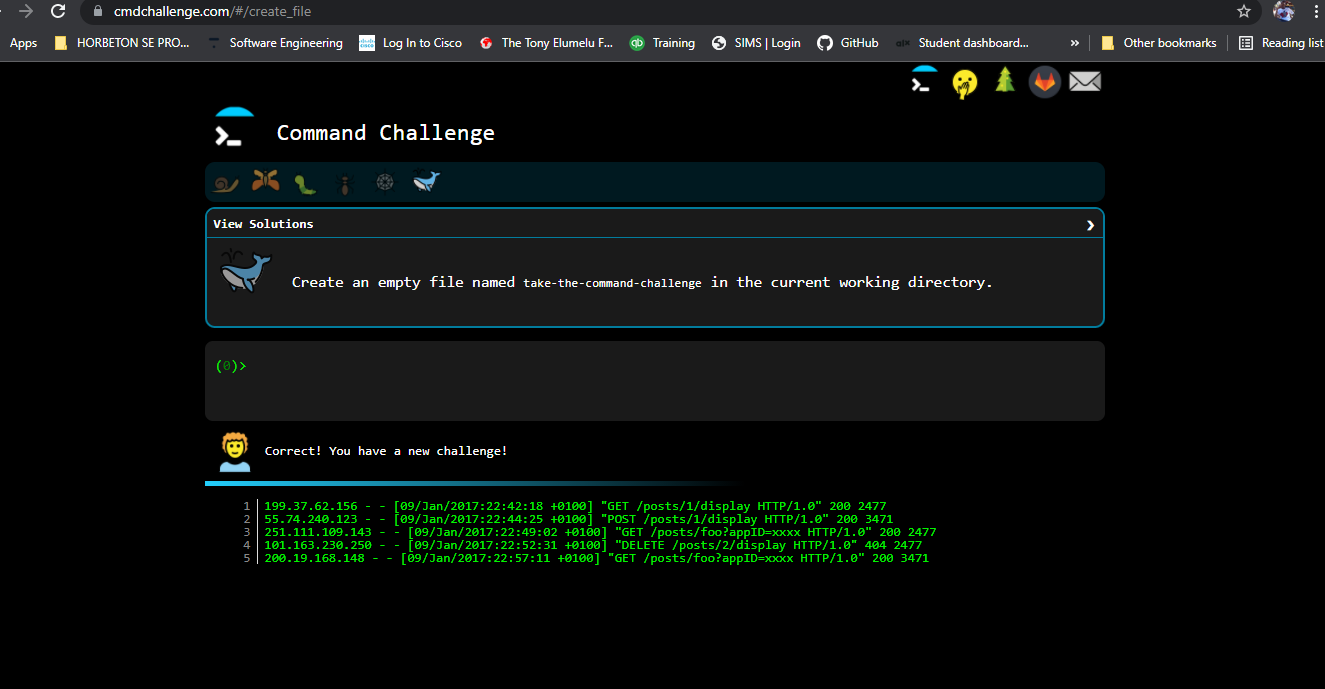 cmdchallenge.com/#/create_file
Apps HORBETON SE PRO... Software Engineering Log In to Cisco The Tony Elumelu F... Training SIMS | Login GitHub Student dashboard... » Other bookmarks Reading list
Command Challenge
View Solutions
Create an empty file named take-the-command-challenge in the current working directory.
(0)>
Correct! You have a new challenge!
1 199.37.62.156 - - [09/Jan/2017:22:42:18 +0100] "GET /posts/1/display HTTP/1.0" 200 2477
2 55.74.240.123 - - [09/Jan/2017:22:44:25 +0100] "POST /posts/1/display HTTP/1.0" 200 3471
3 251.111.109.143 - - [09/Jan/2017:22:49:02 +0100] "GET /posts/foo?appID=xxxx HTTP/1.0" 200 2477
4 101.163.230.250 - - [09/Jan/2017:22:52:31 +0100] "DELETE /posts/2/display HTTP/1.0" 404 2477
5 200.19.168.148 - - [09/Jan/2017:22:57:11 +0100] "GET /posts/foo?appID=xxxx HTTP/1.0" 200 3471